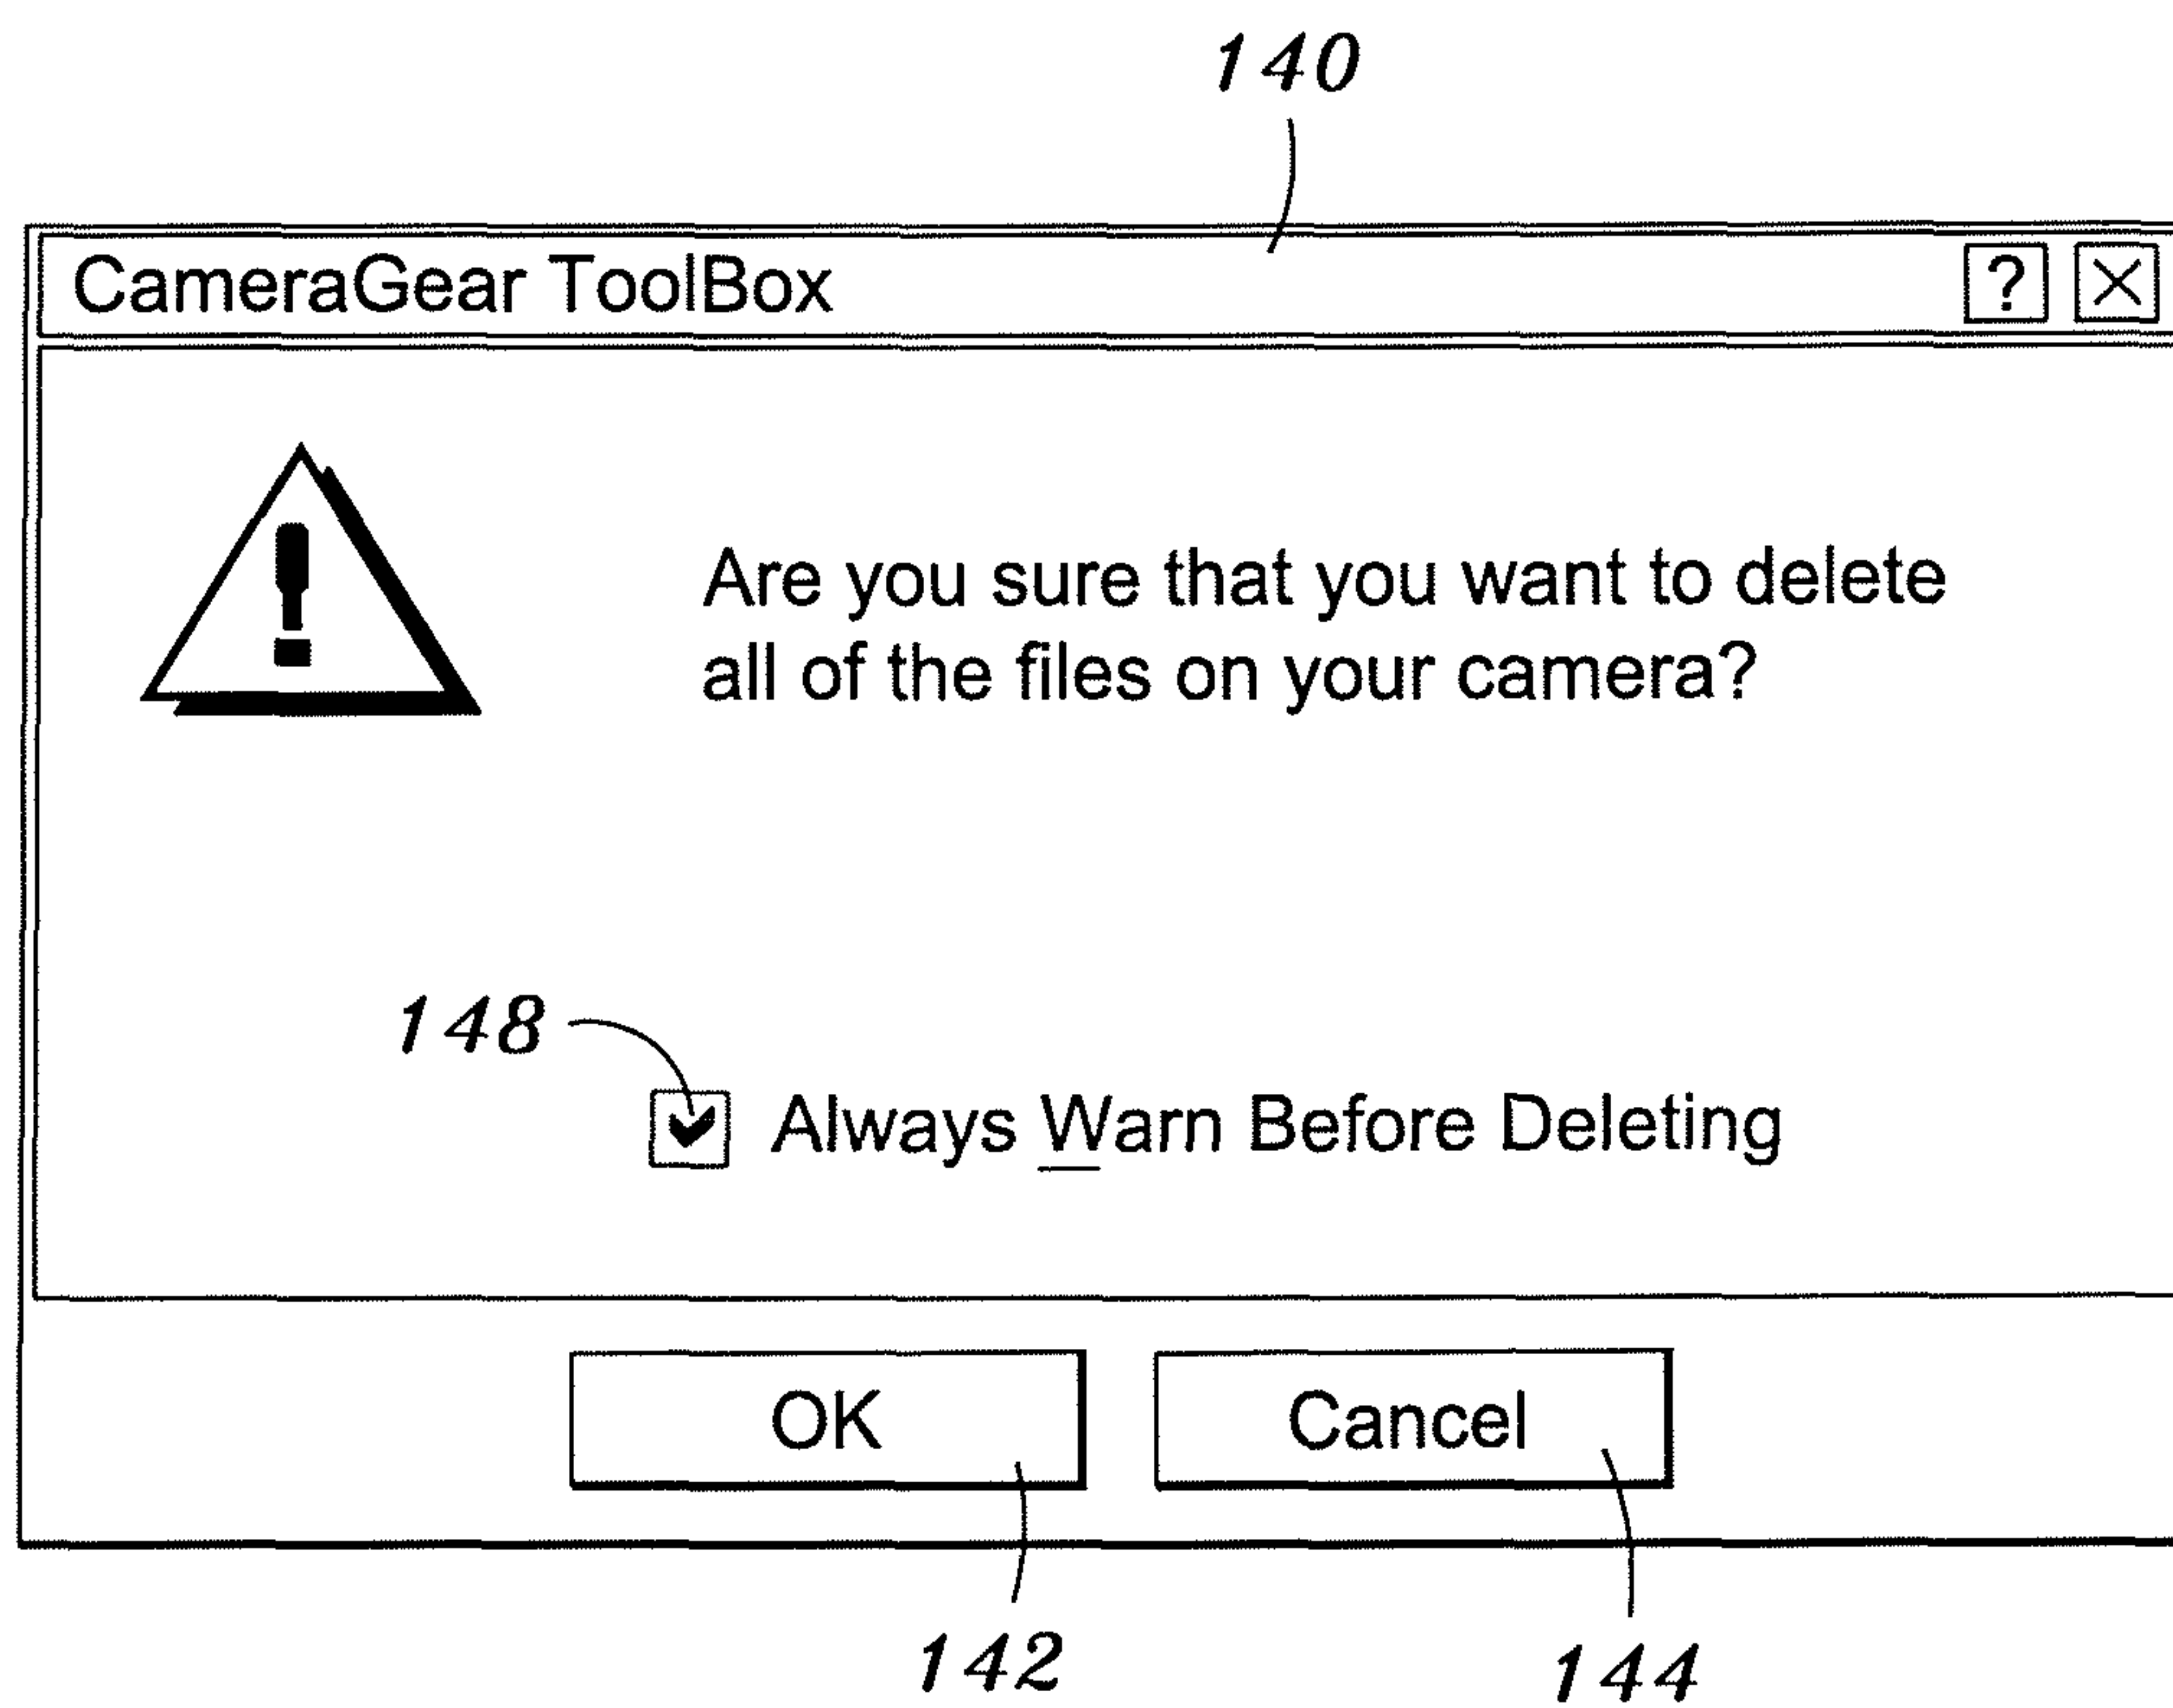 140
CameraGear ToolBox ? X
!
Are you sure that you want to delete
all of the files on your camera?
148
Always Warn Before Deleting
OK Cancel
142 144